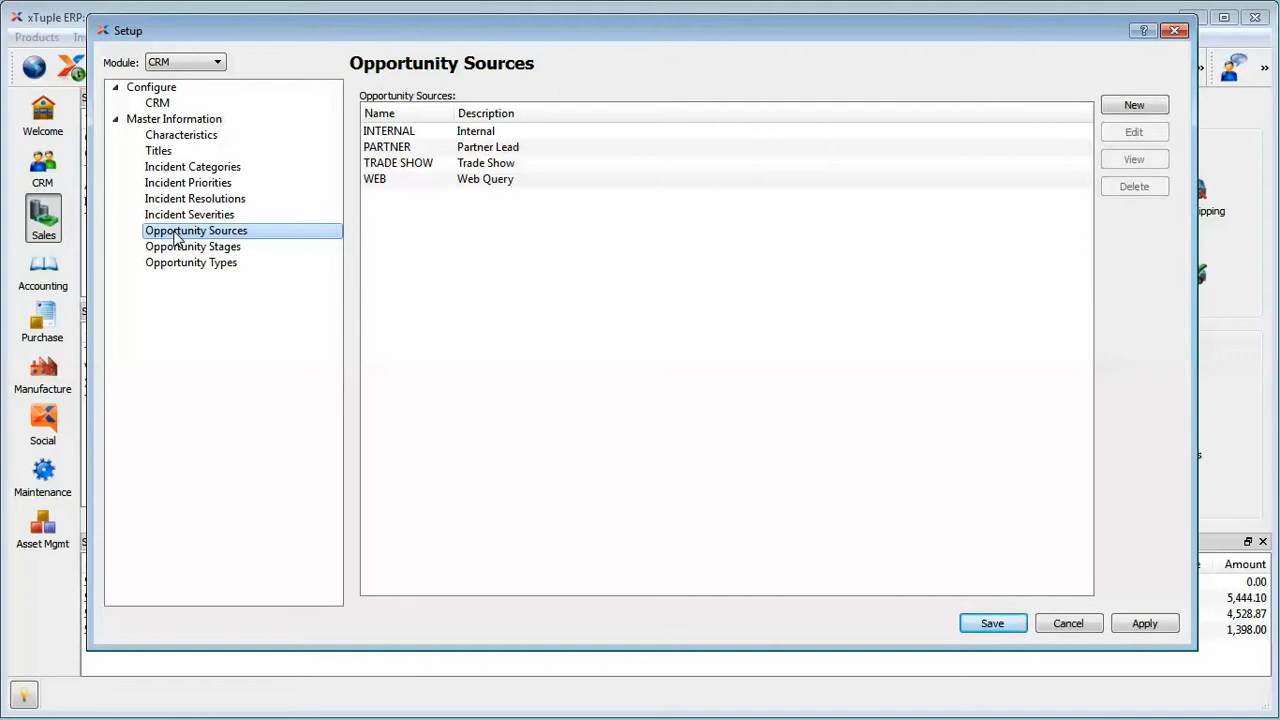 xTuple ERP:
Setup
Products
Module: CRM
Opportunity Sources
Configure
CRM
Master Information
Characteristics
Titles
Incident Categories
Incident Priorities
Incident Resolutions
Incident Severities
Opportunity Sources
Opportunity Stages
Opportunity Types
Opportunity Sources:
Name Description
INTERNAL Internal
PARTNER Partner Lead
TRADE SHOW Trade Show
WEB Web Query
New
Edit
View
Delete
Save Cancel Apply
Welcome
CRM
Sales
Accounting
Purchase
Manufacture
Social
Maintenance
Asset Mgmt
Amount
0.00
5,444.10
4,528.87
1,398.00